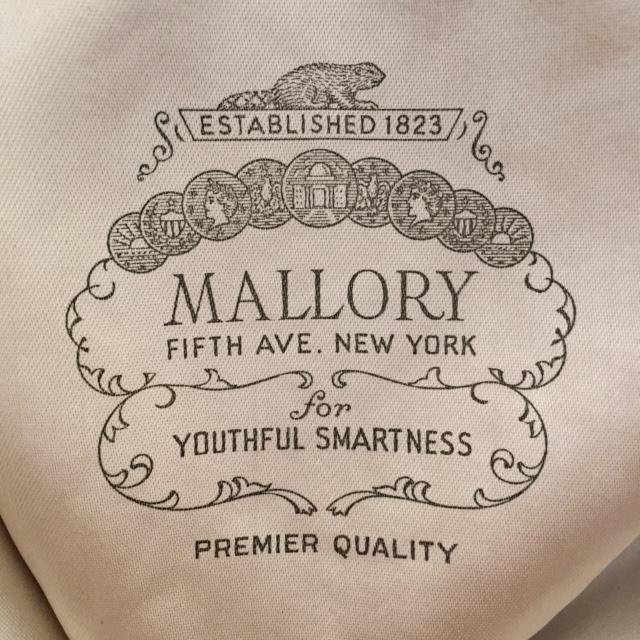 ESTABLISHED 1823
MALLORY
FIFTH AVE. NEW YORK
for
YOUTHFUL SMARTNESS
PREMIER QUALITY